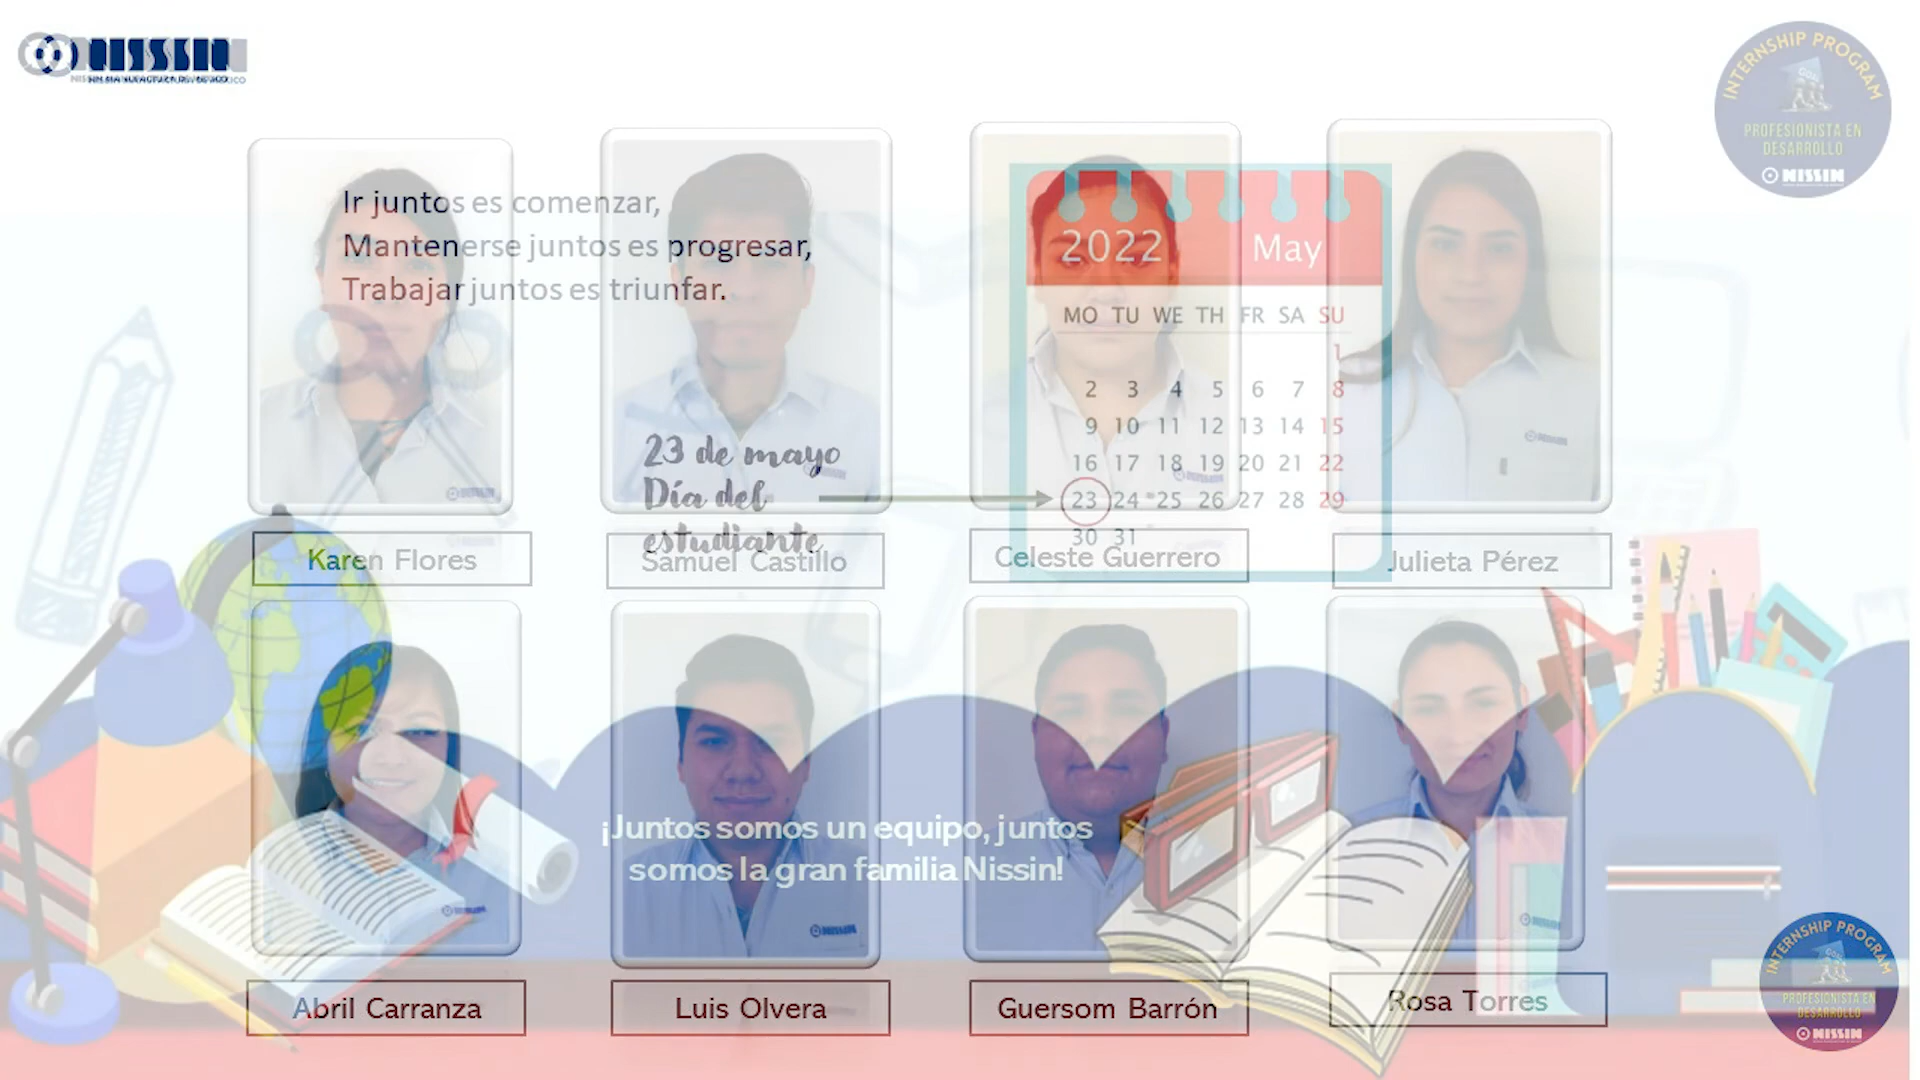 NISSIN
NISSIN MANUFACTURA DE MÉXICO
INTERNSHIP PROGRAM
PROFESIONISTA EN
DESARROLLO
NISSIN
Ir juntos es comenzar,
Mantenerse juntos es progresar,
Trabajar juntos es triunfar.
2022 May
MO TU WE TH FR SA SU
1
2 3 4 5 6 7 8
9 10 11 12 13 14 15
16 17 18 19 20 21 22
23 24 25 26 27 28 29
30 31
23 de mayo
Día del
estudiante
Karen Flores
Samuel Castillo
Celeste Guerrero
Julieta Pérez
¡Juntos somos un equipo, juntos
somos la gran familia Nissin!
NISSIN
Abril Carranza
Luis Olvera
Guersom Barrón
Rosa Torres
INTERNSHIP PROGRAM
PROFESIONISTA EN
DESARROLLO
NISSIN